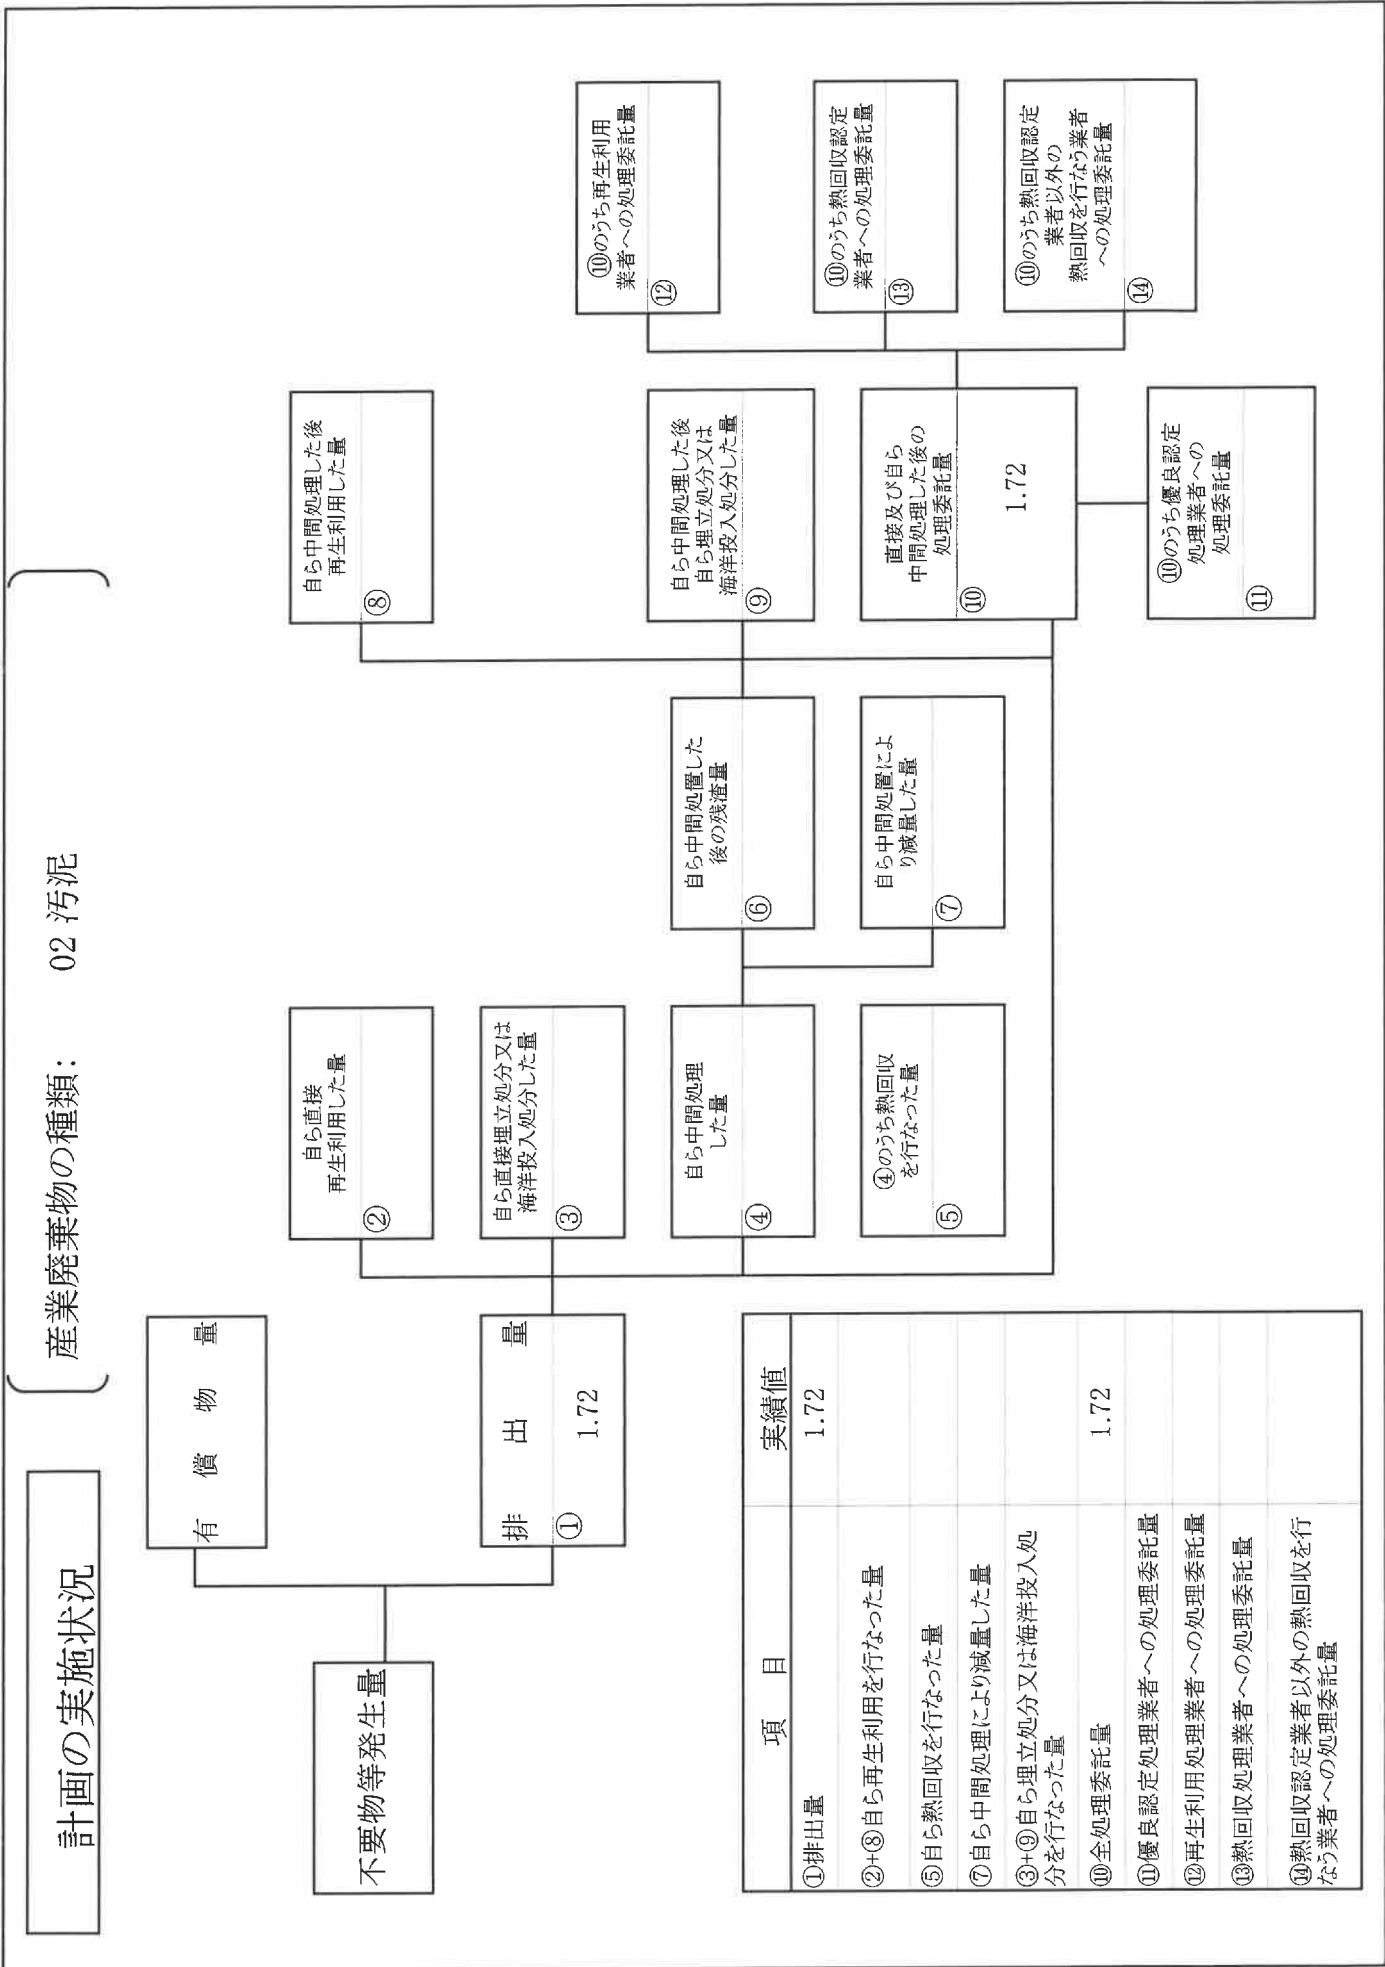 計画の実施状況
産業廃棄物の種類: 02 汚泥
不要物等発生量
有償物量
排出量
①
1.72
自ら直接
再生利用した量
②
自ら直接埋立処分又は
海洋投入処分した量
③
自ら中間処理
した量
④
④のうち熱回収
を行なった量
⑤
自ら中間処置した
後の残渣量
⑥
自ら中間処置によ
り減量した量
⑦
自ら中間処理した後
再生利用した量
⑧
自ら中間処理した後
自ら埋立処分又は
海洋投入処分した量
⑨
直接及び自ら
中間処理した後の
処理委託量
⑩
1.72
⑩のうち優良認定
処理業者への
処理委託量
⑪
⑩のうち再生利用
業者への処理委託量
⑫
⑩のうち熱回収認定
業者への処理委託量
⑬
⑩のうち熱回収認定
業者以外の
熱回収を行なう業者
への処理委託量
⑭
項目 実績値
①排出量 1.72
②+⑧自ら再生利用を行なった量
⑤自ら熱回収を行なった量
⑦自ら中間処理により減量した量
③+⑨自ら埋立処分又は海洋投入処
分を行なった量
⑩全処理委託量 1.72
⑪優良認定処理業者への処理委託量
⑫再生利用処理業者への処理委託量
⑬熱回収処理業者への処理委託量
⑭熱回収認定業者以外の熱回収を行
なう業者への処理委託量